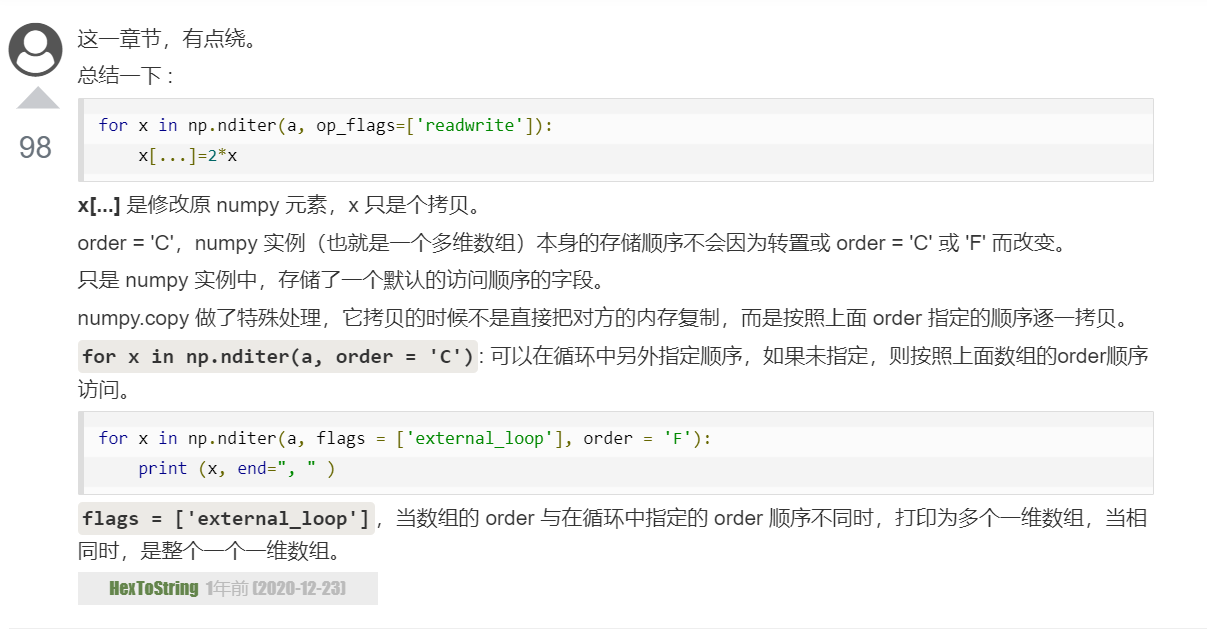 这一章节，有点绕。
总结一下：
for x in np.nditer(a, op_flags=['readwrite']):
    x[...]=2*x
98
x[...] 是修改原 numpy 元素，x 只是个拷贝。
order = 'C'，numpy 实例（也就是一个多维数组）本身的存储顺序不会因为转置或 order = 'C' 或 'F' 而改变。
只是 numpy 实例中，存储了一个默认的访问顺序的字段。
numpy.copy 做了特殊处理，它拷贝的时候不是直接把对方的内存复制，而是按照上面 order 指定的顺序逐一拷贝。
for x in np.nditer(a, order = 'C'): 可以在循环中另外指定顺序，如果未指定，则按照上面数组的order顺序
访问。
for x in np.nditer(a, flags = ['external_loop'], order = 'F'):
    print (x, end=", " )
flags = ['external_loop']，当数组的 order 与在循环中指定的 order 顺序不同时，打印为多个一维数组，当相
同时，是整个一个一维数组。
HexToString 1年前 (2020-12-23)